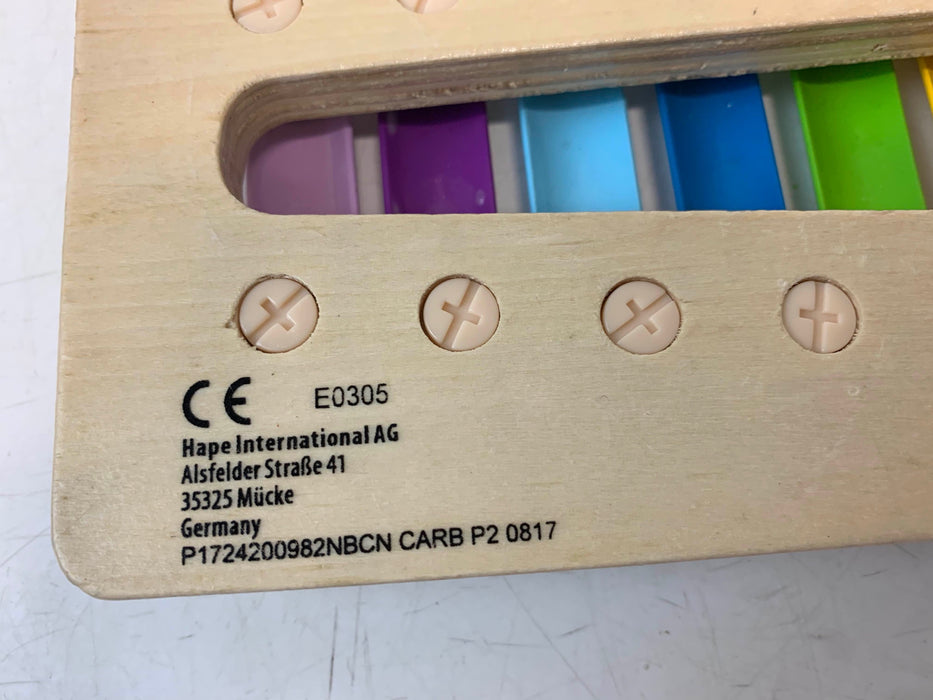 CE E0305
Hape International AG
Alsfelder Straße 41
35325 Mücke
Germany
P1724200982NBCN CARB P2 0817